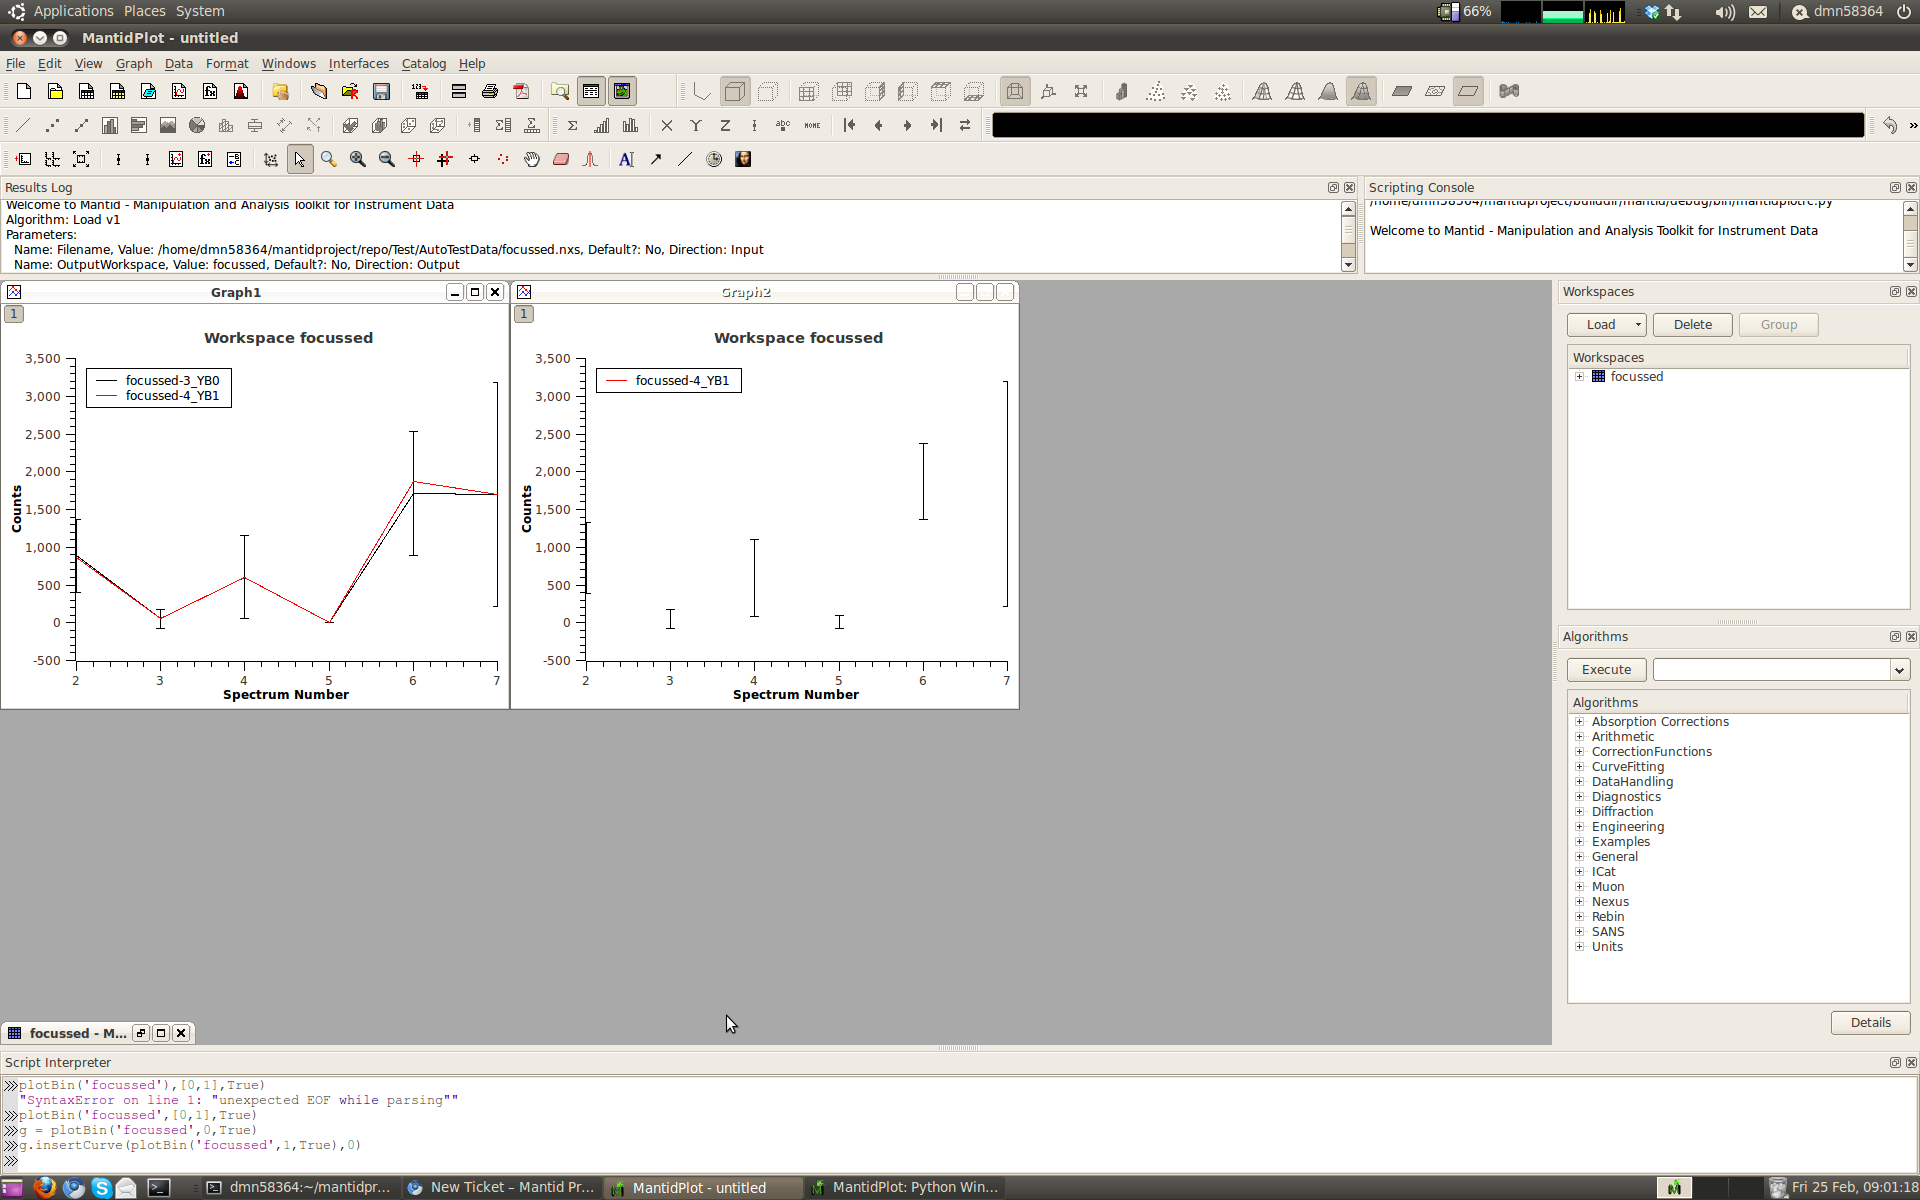 Applications Places System
66%
dmn58364
MantidPlot - untitled
File Edit View Graph Data Format Windows Interfaces Catalog Help
Results Log
Scripting Console
Welcome to Mantid - Manipulation and Analysis Toolkit for Instrument Data
Algorithm: Load v1
Parameters:
Name: Filename, Value: /home/dmn58364/mantidproject/repo/Test/AutoTestData/focussed.nxs, Default?: No, Direction: Input
Name: OutputWorkspace, Value: focussed, Default?: No, Direction: Output
/home/dmn58364/mantidproject/builddir/mantid/debug/bin/mantidplotrc.py
Welcome to Mantid - Manipulation and Analysis Toolkit for Instrument Data
Graph1
1
Workspace focussed
focussed-3_YB0
focussed-4_YB1
3,500
3,000
2,500
2,000
1,500
1,000
500
0
-500
Counts
2 3 4 5 6 7
Spectrum Number
Graph2
1
Workspace focussed
focussed-4_YB1
3,500
3,000
2,500
2,000
1,500
1,000
500
0
-500
Counts
2 3 4 5 6 7
Spectrum Number
Workspaces
Load Delete Group
Workspaces
focussed
Algorithms
Execute
Algorithms
Absorption Corrections
Arithmetic
CorrectionFunctions
CurveFitting
DataHandling
Diagnostics
Diffraction
Engineering
Examples
General
ICat
Muon
Nexus
Rebin
SANS
Units
Details
focussed - M...
Script Interpreter
plotBin('focussed'),[0,1],True)
"SyntaxError on line 1: "unexpected EOF while parsing""
plotBin('focussed',[0,1],True)
g = plotBin('focussed',0,True)
g.insertCurve(plotBin('focussed',1,True),0)
dmn58364:~/mantidpr... New Ticket – Mantid Pr... MantidPlot - untitled MantidPlot: Python Win... Fri 25 Feb, 09:01:18